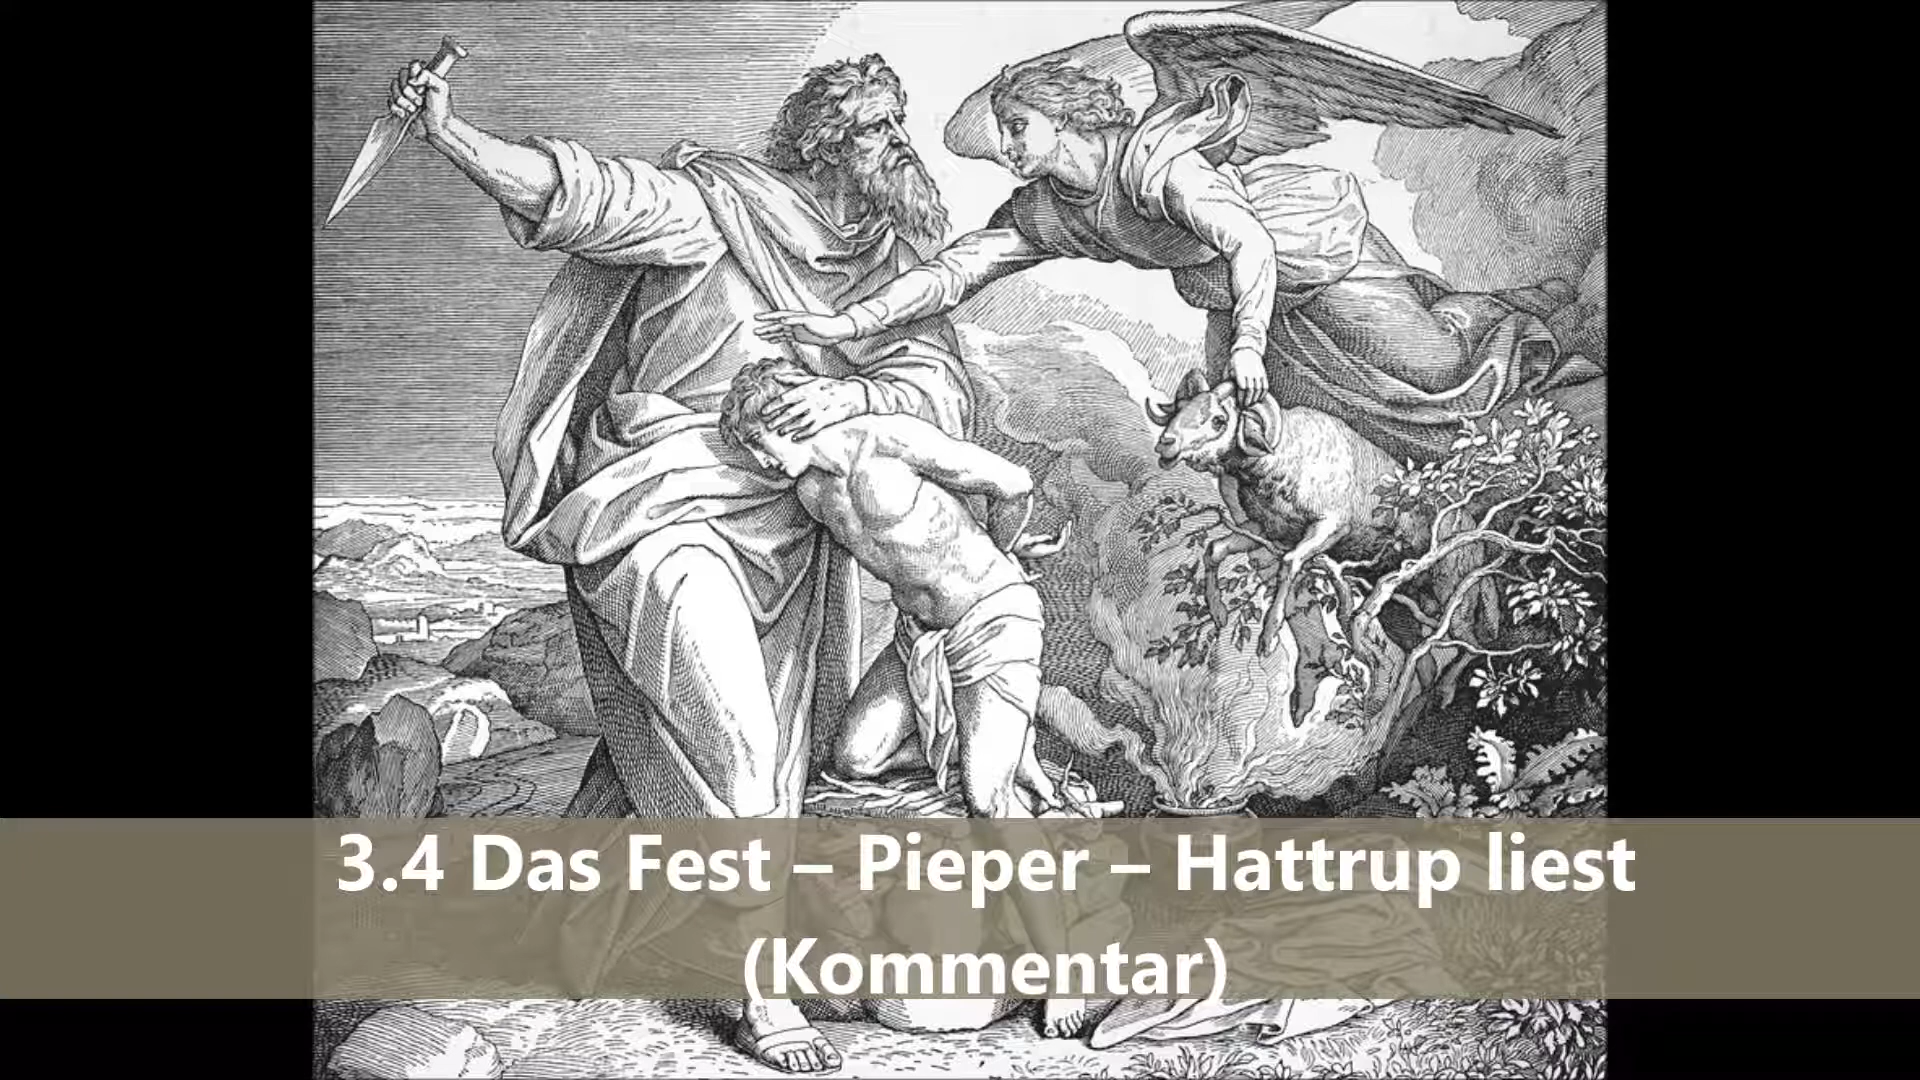 3.4 Das Fest – Pieper – Hattrup liest
(Kommentar)